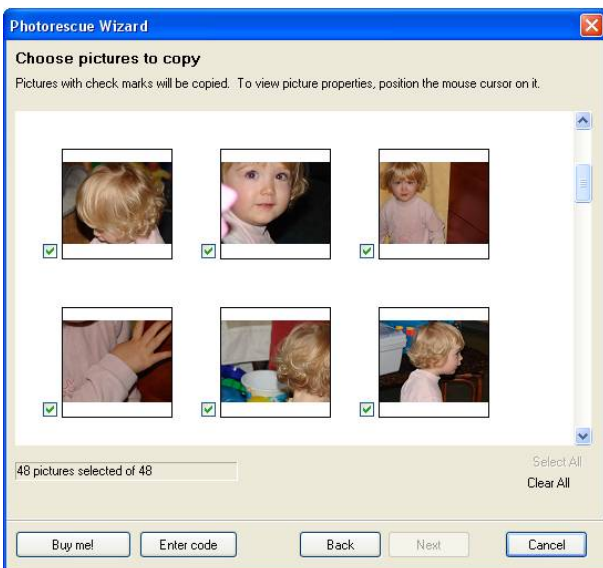 Photorescue Wizard
Choose pictures to copy
Pictures with check marks will be copied. To view picture properties, position the mouse cursor on it.
48 pictures selected of 48
Select All
Clear All
Buy me! Enter code Back Next Cancel